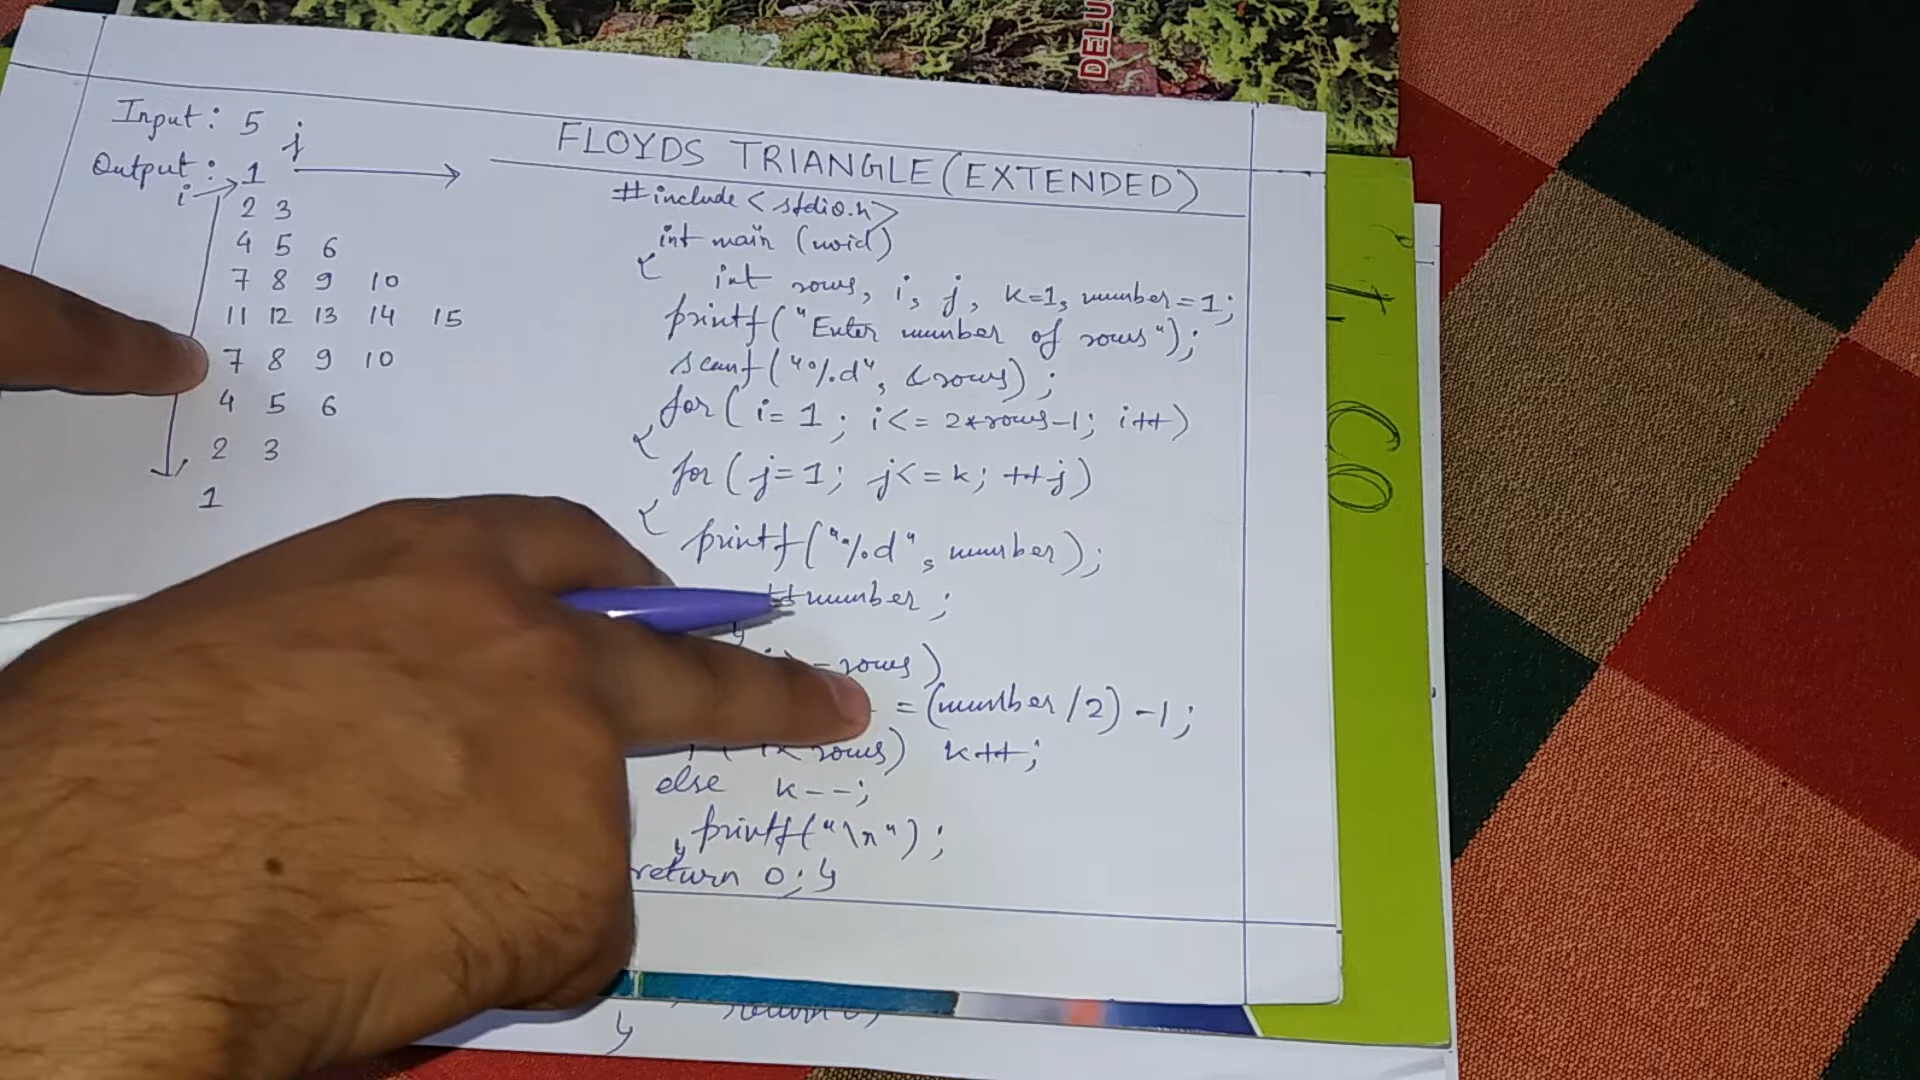 DELU
Input: 5 j
Output: 1
i
2 3
4 5 6
7 8 9 10
11 12 13 14 15
7 8 9 10
4 5 6
2 3
1
FLOYDS TRIANGLE (EXTENDED)
#include <stdio.h>
int main (void)
{ int rows, i, j, k=1, number=1;
printf("Enter number of rows");
scanf("%d", &rows);
for (i=1; i<= 2*rows-1; i++)
{
for (j=1; j<=k; ++j)
{
printf("%d", number);
++number;
}
rows)
=(number/2)-1;
rows) k++;
else k--;
printf("\n");
}
return 0; }
}